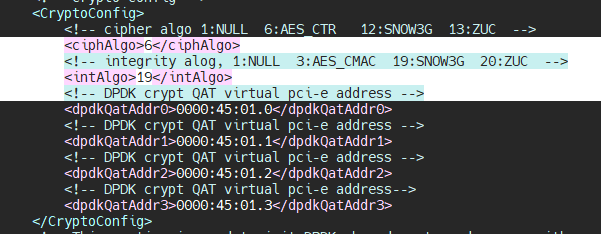 <CryptoConfig>
<!-- cipher algo 1:NULL 6:AES_CTR 12:SNOW3G 13:ZUC -->
<ciphAlgo>6</ciphAlgo>
<!-- integrity alog, 1:NULL 3:AES_CMAC 19:SNOW3G 20:ZUC -->
<intAlgo>19</intAlgo>
<!-- DPDK crypt QAT virtual pci-e address -->
<dpdkQatAddr0>0000:45:01.0</dpdkQatAddr0>
<!-- DPDK crypt QAT virtual pci-e address -->
<dpdkQatAddr1>0000:45:01.1</dpdkQatAddr1>
<!-- DPDK crypt QAT virtual pci-e address -->
<dpdkQatAddr2>0000:45:01.2</dpdkQatAddr2>
<!-- DPDK crypt QAT virtual pci-e address-->
<dpdkQatAddr3>0000:45:01.3</dpdkQatAddr3>
</CryptoConfig>